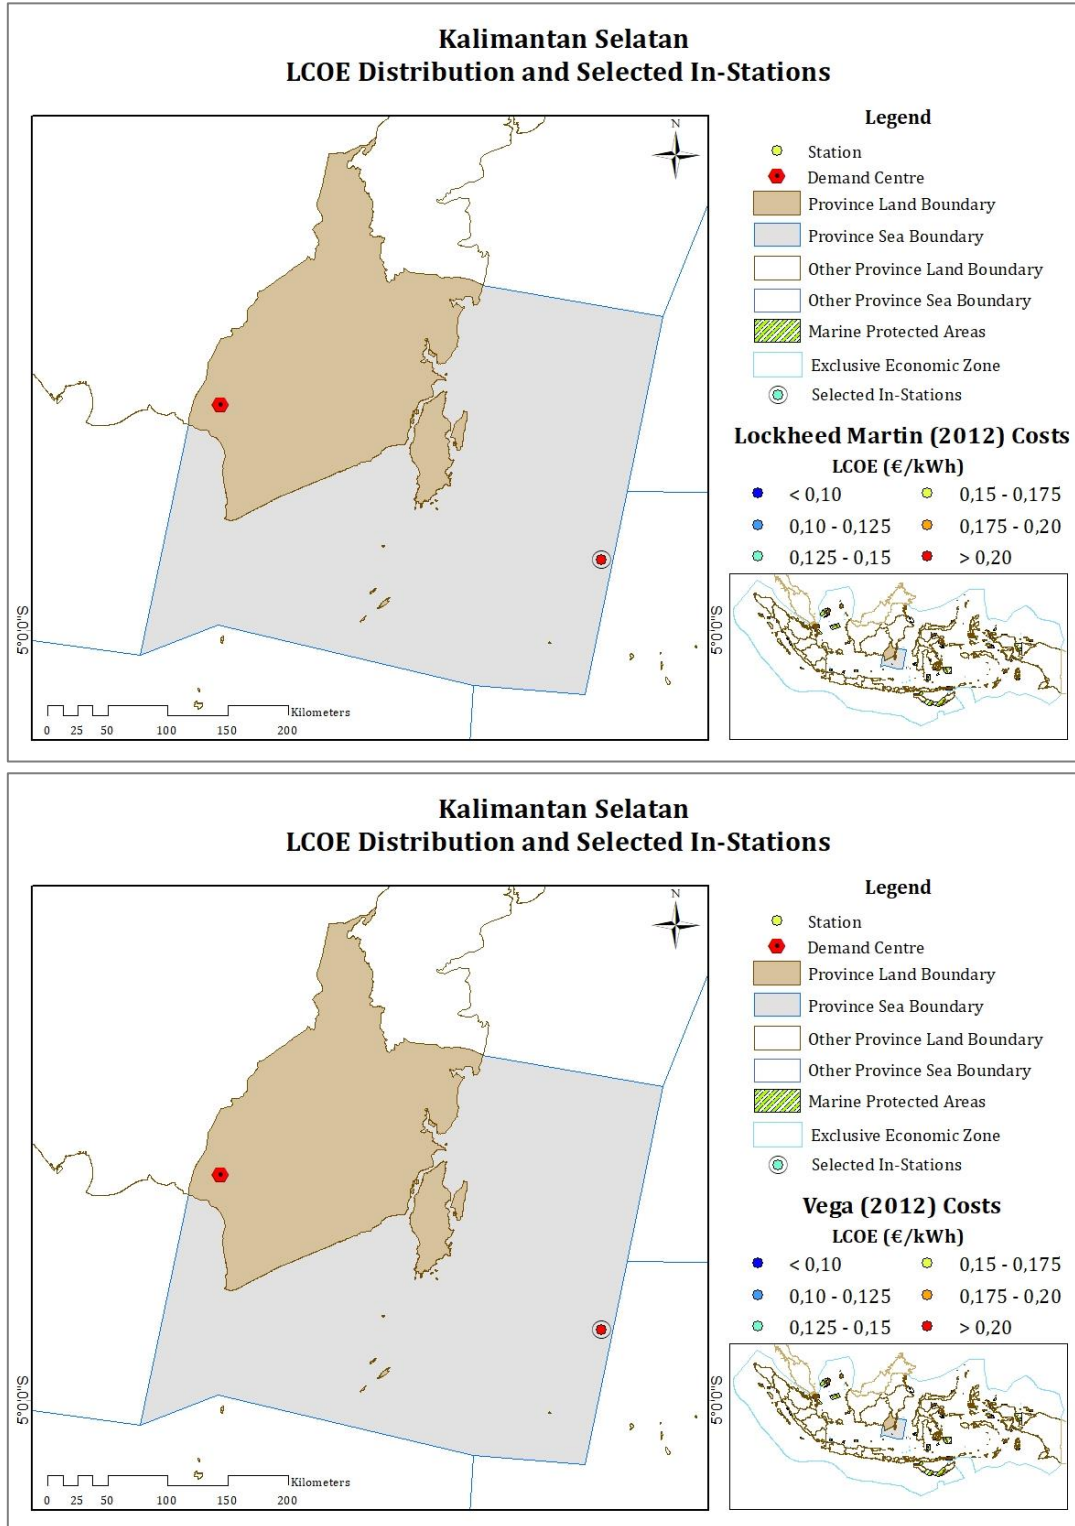 Kalimantan Selatan
LCOE Distribution and Selected In-Stations
N
5°0'0"S
5°0'0"S
Kilometers
0 25 50 100 150 200
Legend
Station
Demand Centre
Province Land Boundary
Province Sea Boundary
Other Province Land Boundary
Other Province Sea Boundary
Marine Protected Areas
Exclusive Economic Zone
Selected In-Stations
Lockheed Martin (2012) Costs
LCOE (€/kWh)
< 0,10 0,15 - 0,175
0,10 - 0,125 0,175 - 0,20
0,125 - 0,15 > 0,20
Kalimantan Selatan
LCOE Distribution and Selected In-Stations
N
5°0'0"S
5°0'0"S
Kilometers
0 25 50 100 150 200
Legend
Station
Demand Centre
Province Land Boundary
Province Sea Boundary
Other Province Land Boundary
Other Province Sea Boundary
Marine Protected Areas
Exclusive Economic Zone
Selected In-Stations
Vega (2012) Costs
LCOE (€/kWh)
< 0,10 0,15 - 0,175
0,10 - 0,125 0,175 - 0,20
0,125 - 0,15 > 0,20